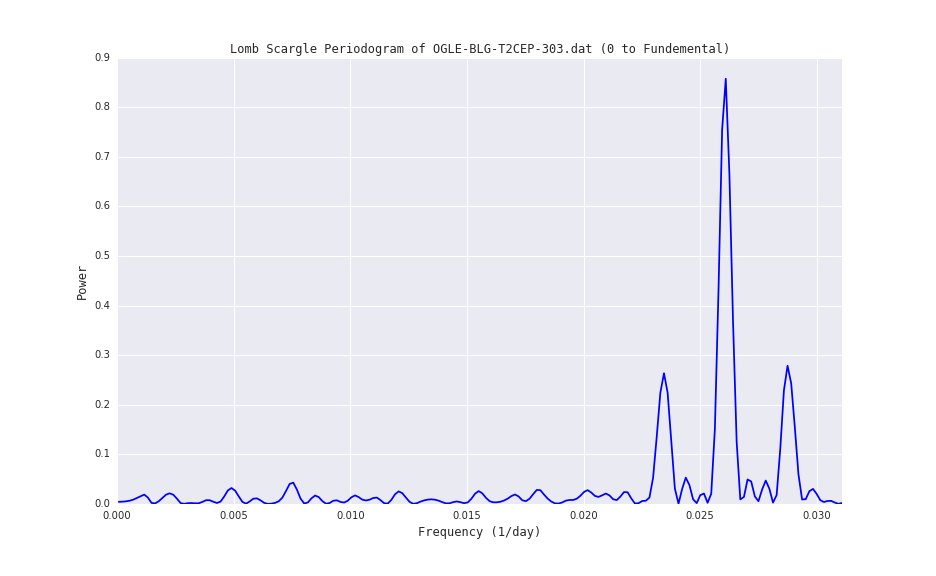 Lomb Scargle Periodogram of OGLE-BLG-T2CEP-303.dat (0 to Fundemental)
0.9
0.8
0.7
0.6
0.5
0.4
0.3
0.2
0.1
0.0
Power
0.000 0.005 0.010 0.015 0.020 0.025 0.030
Frequency (1/day)